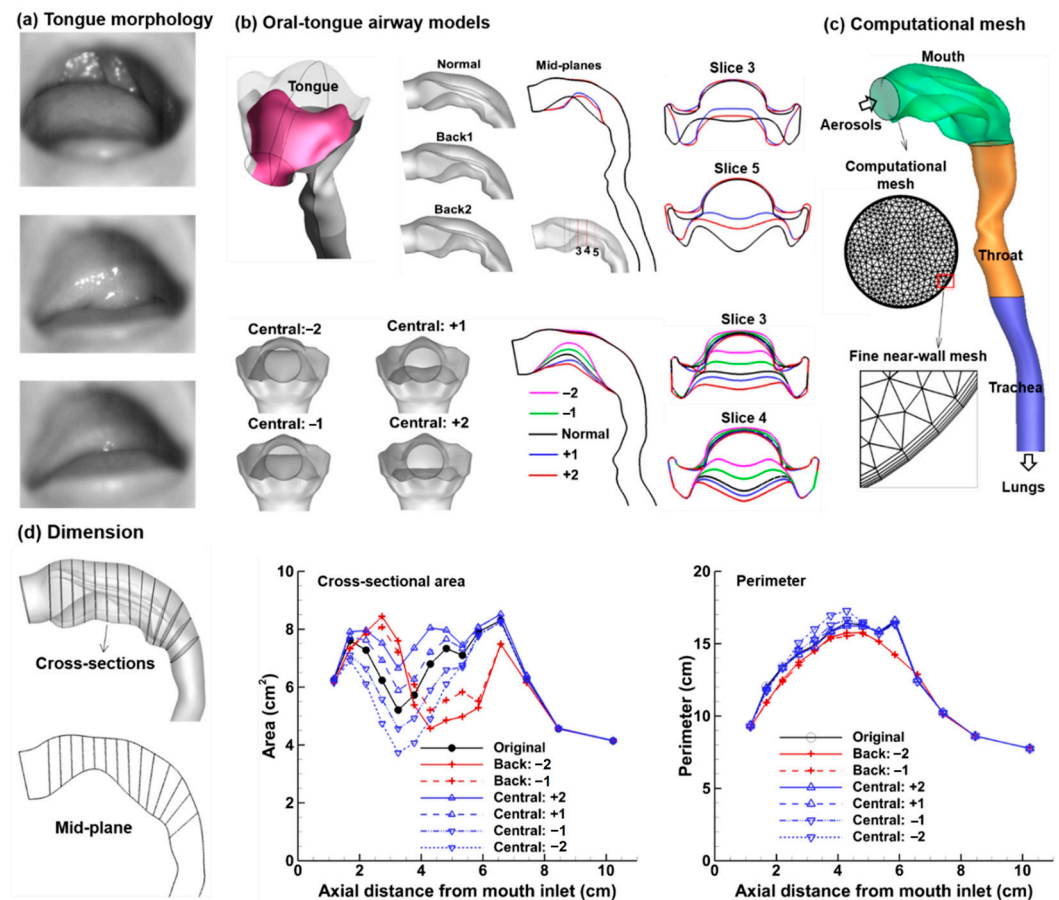 (a) Tongue morphology
(b) Oral-tongue airway models
Tongue
Normal
Back1
Back2
Mid-planes
3 4 5
Slice 3
Slice 5
Central:–2
Central: +1
Central: –1
Central: +2
–2
–1
Normal
+1
+2
Slice 3
Slice 4
(c) Computational mesh
Mouth
Aerosols
Computational
mesh
Throat
Fine near-wall mesh
Trachea
Lungs
(d) Dimension
Cross-sections
Mid-plane
Cross-sectional area
Area (cm2)
10
8
6
4
2
0
Original
Back: –2
Back: –1
Central: +2
Central: +1
Central: –1
Central: –2
0 2 4 6 8 10
Axial distance from mouth inlet (cm)
Perimeter
Perimeter (cm)
20
15
10
5
0
Original
Back: –2
Back: –1
Central: +2
Central: +1
Central: –1
Central: –2
0 2 4 6 8 10
Axial distance from mouth inlet (cm)